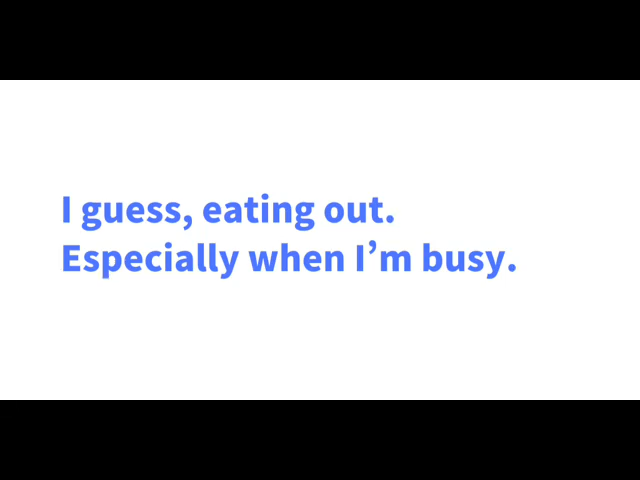 I guess, eating out.
Especially when I’m busy.